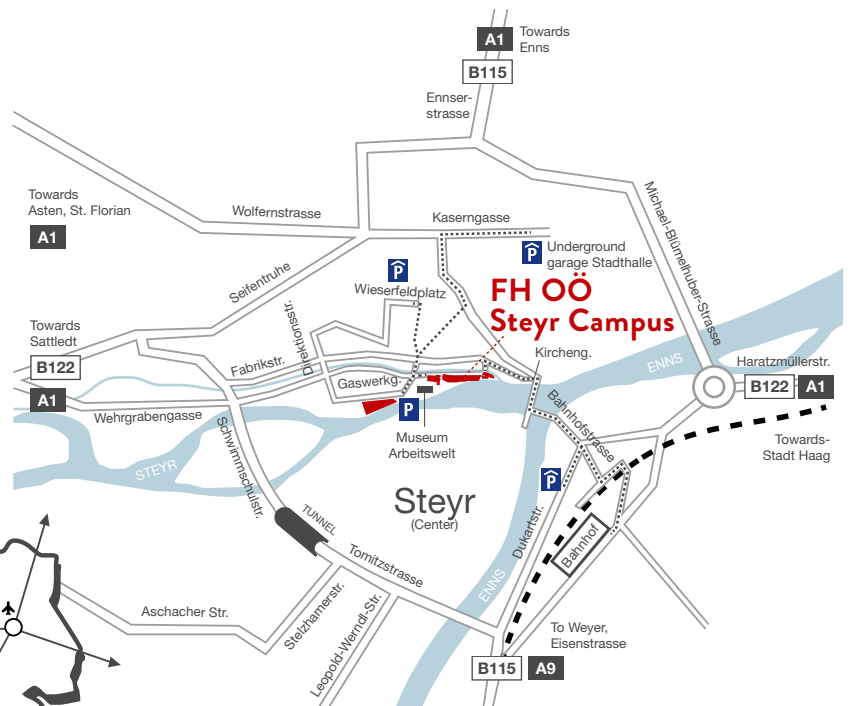 A1
Towards
Enns
B115
Ennser-
strasse
Towards
Asten, St. Florian
A1
Wolfernstrasse
Kaserngasse
Michael-Blümelhuber-Strasse
P
Underground
garage Stadthalle
Seifentruhe
P
Wieserfeldplatz
FH OÖ
Steyr Campus
Towards
Sattledt
B122
A1
Direktionsstr.
Fabrikstr.
Gaswerkg.
Kircheng.
ENNS
Haratzmüllerstr.
B122
A1
Wehrgrabengasse
P
Museum
Arbeitswelt
Bahnhofstrasse
Towards-
Stadt Haag
STEYR
Schwimmschulstr.
Steyr
(Center)
P
TUNNEL
Dukartstr.
Bahnhof
Tomitzstrasse
ENNS
Aschacher Str.
Stelzhamerstr.
Leopold-Werndl-Str.
To Weyer,
Eisenstrasse
B115
A9